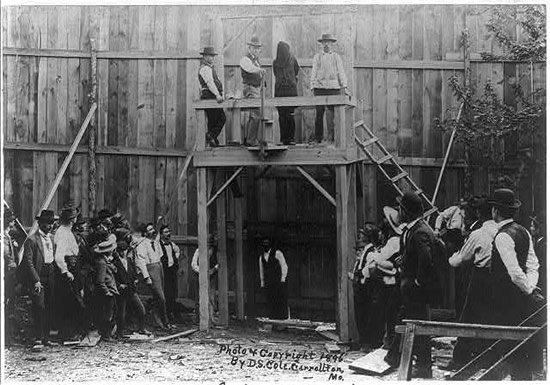 Photo & Copyright 1896
By D.S. Cole. Carrollton,
Mo.